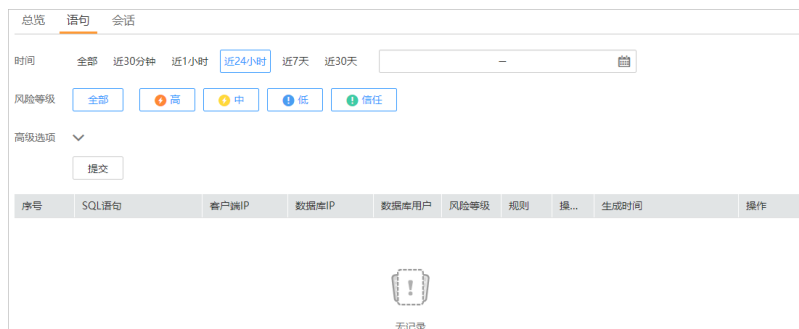 总览 语句 会话
时间 全部 近30分钟 近1小时 近24小时 近7天 近30天 –
风险等级 全部 高 中 低 信任
高级选项
提交
序号 SQL语句 客户端IP 数据库IP 数据库用户 风险等级 规则 操... 生成时间 操作
无记录